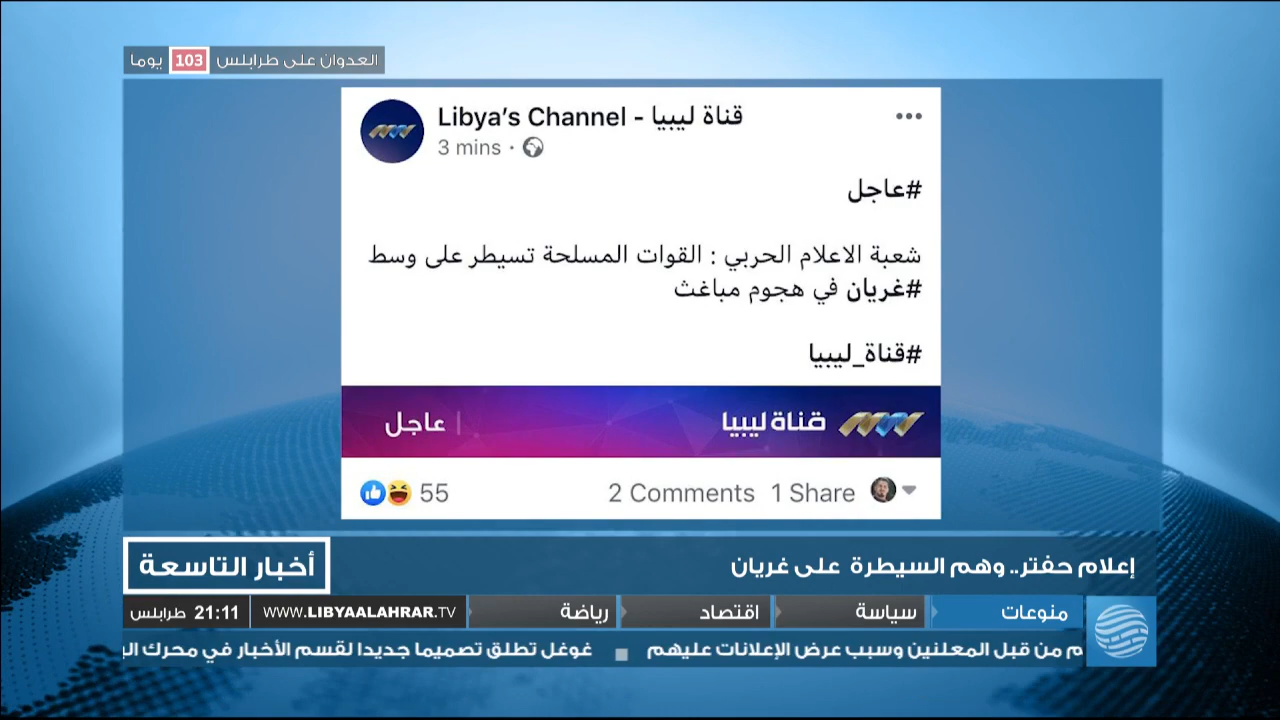 العدوان على طرابلس 103 يوما
Libya's Channel - قناة ليبيا
3 mins ·
#عاجل
شعبة الاعلام الحربي : القوات المسلحة تسيطر على وسط
#غريان في هجوم مباغث
#قناة_ليبيا
قناة ليبيا | عاجل
55 2 Comments 1 Share
إعلام حفتر.. وهم السيطرة على غريان
أخبار التاسعة
منوعات سياسة اقتصاد رياضة WWW.LIBYAALAHRAR.TV 21:11 طرابلس
من قبل المعلنين وسبب عرض الإعلانات عليهم ■ غوغل تطلق تصميما جديدا لقسم الأخبار في محرك